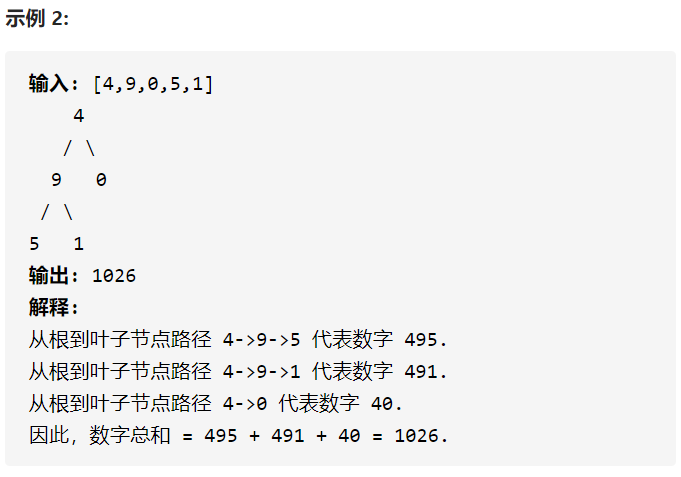 示例 2:
输入: [4,9,0,5,1]
    4
   / \
  9   0
 / \
5   1
输出: 1026
解释:
从根到叶子节点路径 4->9->5 代表数字 495.
从根到叶子节点路径 4->9->1 代表数字 491.
从根到叶子节点路径 4->0 代表数字 40.
因此，数字总和 = 495 + 491 + 40 = 1026.